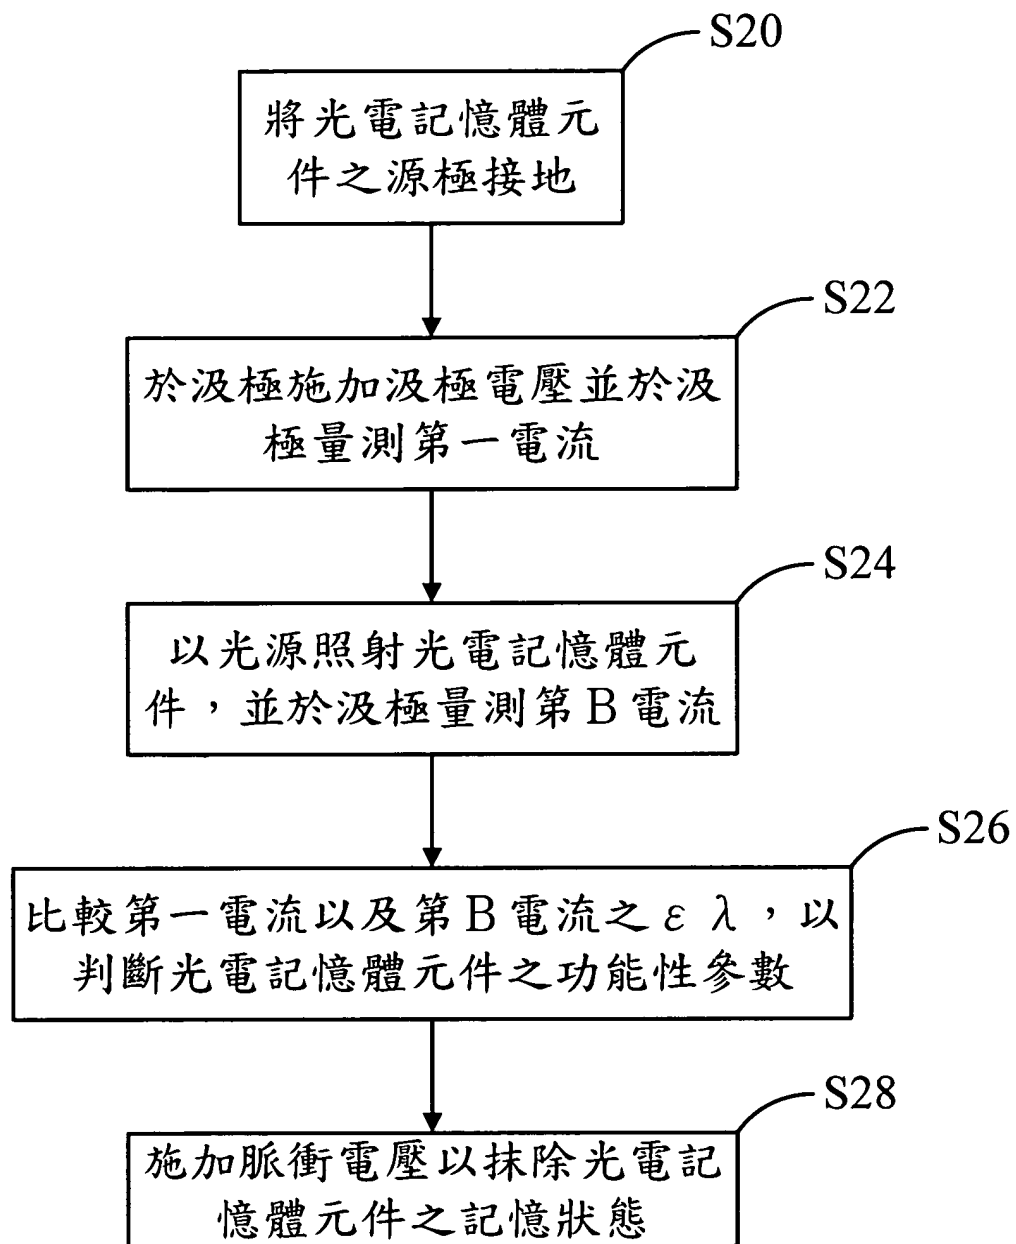 S20
將光電記憶體元
件之源極接地
S22
於汲極施加汲極電壓並於汲
極量測第一電流
S24
以光源照射光電記憶體元
件，並於汲極量測第B電流
S26
比較第一電流以及第B電流之ε λ，以
判斷光電記憶體元件之功能性參數
S28
施加脈衝電壓以抹除光電記
憶體元件之記憶狀態